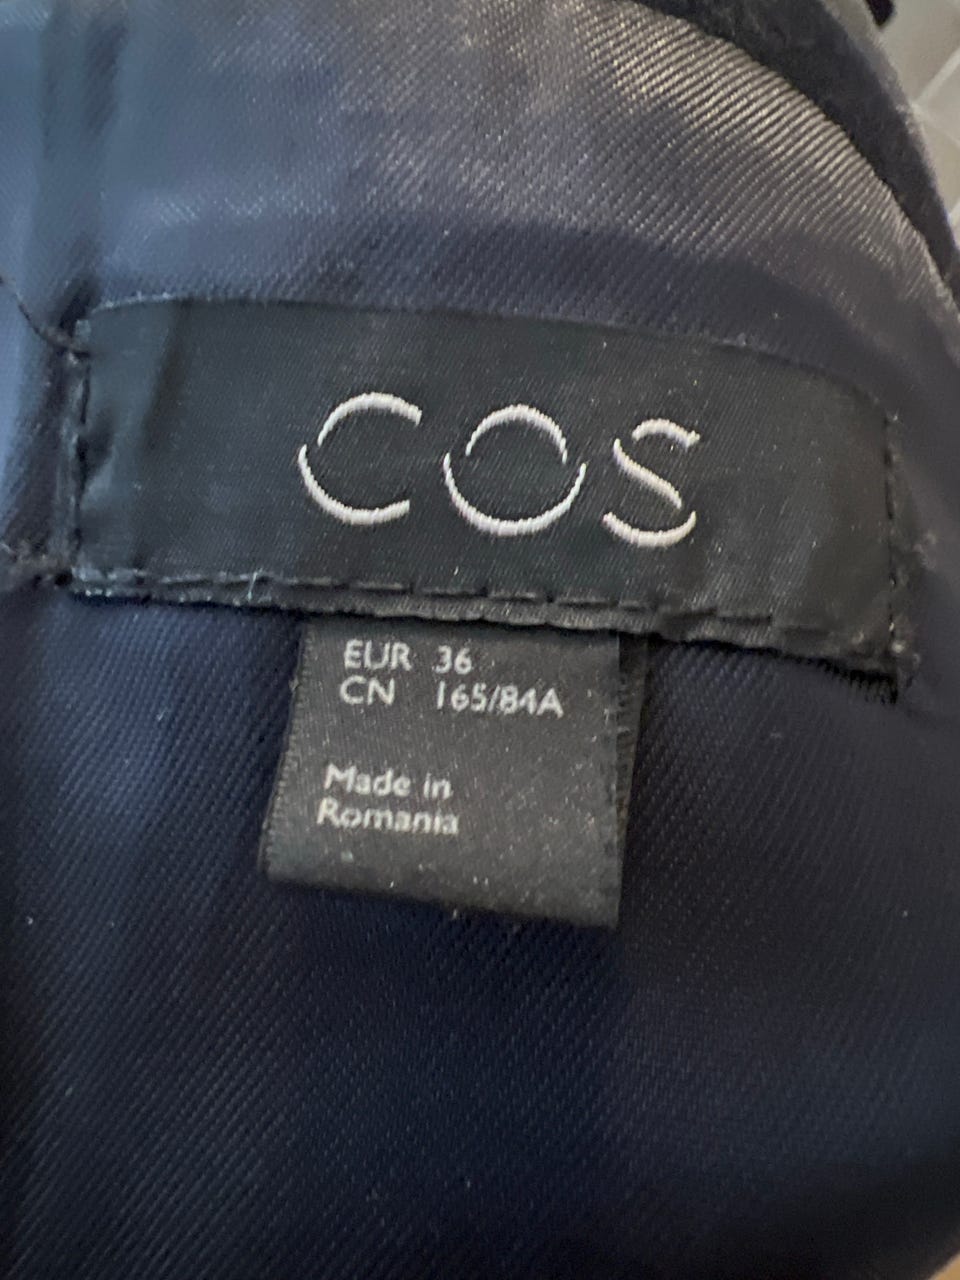 COS
EUR 36
CN 165/84A
Made in
Romania